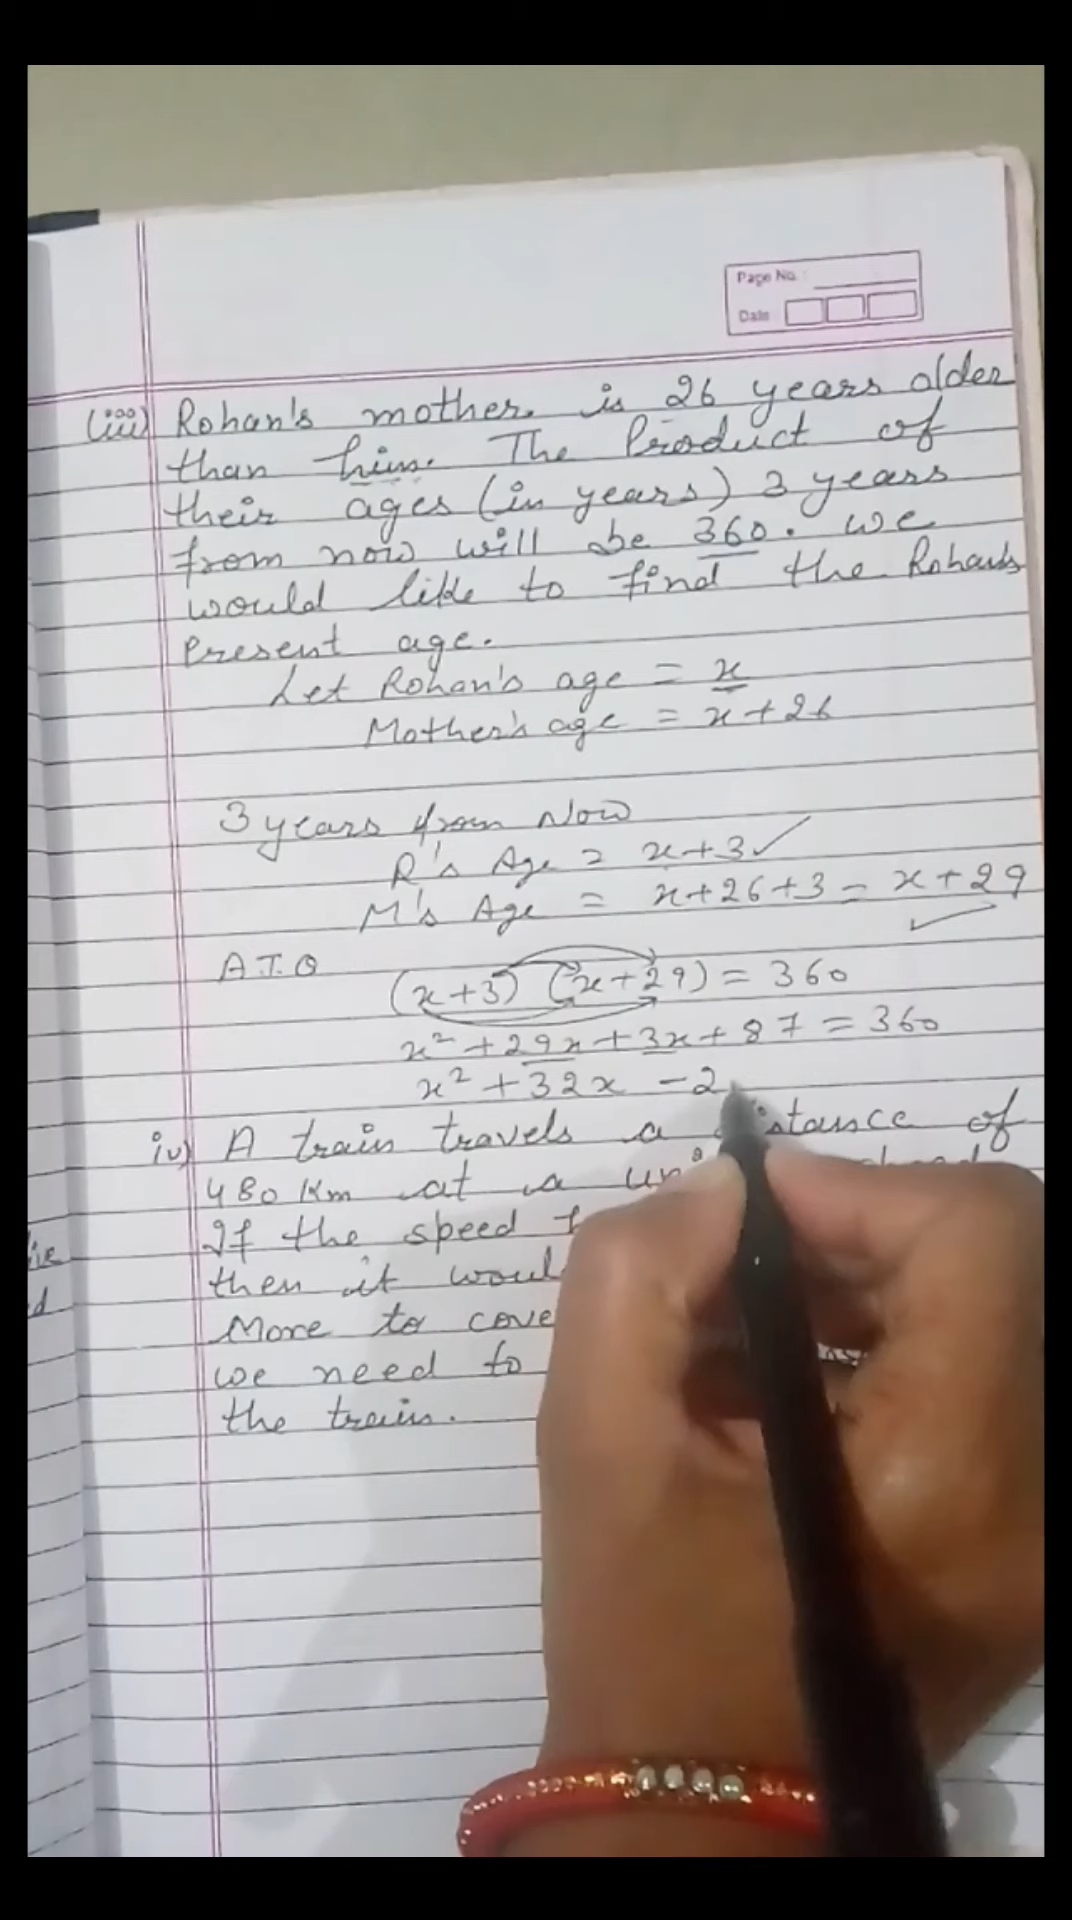 Page No. :
Date
(iii) Rohan's mother is 26 years older
than him. The Product of
their ages (in years) 3 years
from now will be 360. we
would like to find the Rohan's
Present age.
Let Rohan's age = x
Mother's age = x + 26
3 years from Now
R's Age = x + 3 ✓
M's Age = x + 26 + 3 = x + 29
A.T.Q
(x + 3) (x + 29) = 360
x² + 29x + 3x + 87 = 360
x² + 32x - 2
iv) A train travels a distance of
480 Km at a
If the speed
then it
More to
we need to
the train.